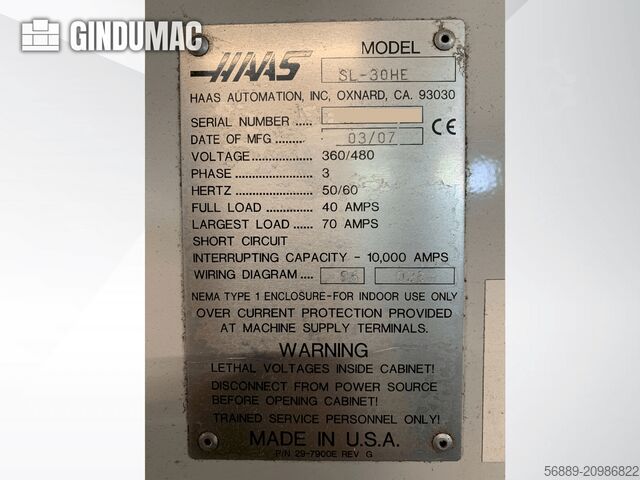 GINDUMAC
HAAS
MODEL
SL-30HE
HAAS AUTOMATION, INC, OXNARD, CA. 93030
SERIAL NUMBER .....
DATE OF MFG ........ 03/07
CE
VOLTAGE .................. 360/480
PHASE ....................... 3
HERTZ ....................... 50/60
FULL LOAD .............. 40 AMPS
LARGEST LOAD ...... 70 AMPS
SHORT CIRCUIT
INTERRUPTING CAPACITY - 10,000 AMPS
WIRING DIAGRAM ....
NEMA TYPE 1 ENCLOSURE-FOR INDOOR USE ONLY
OVER CURRENT PROTECTION PROVIDED
AT MACHINE SUPPLY TERMINALS.
WARNING
LETHAL VOLTAGES INSIDE CABINET!
DISCONNECT FROM POWER SOURCE
BEFORE OPENING CABINET!
TRAINED SERVICE PERSONNEL ONLY!
MADE IN U.S.A.
P/N 29-7900E REV G
56889-20986822